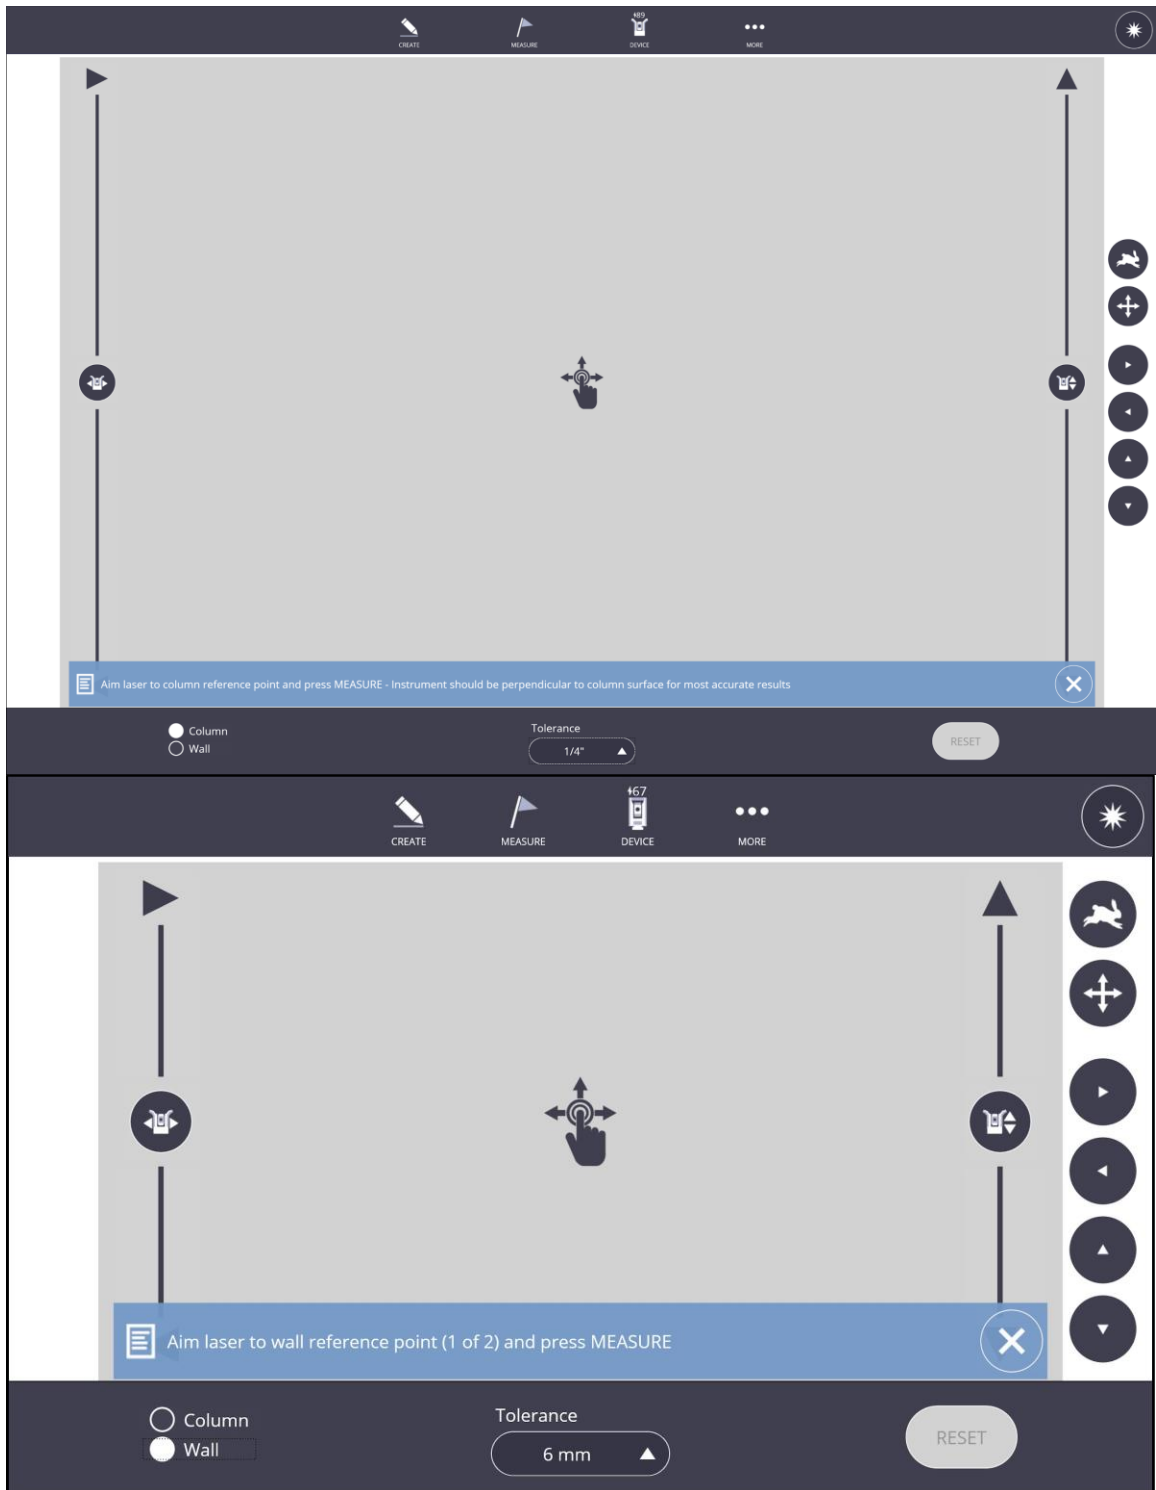 89
CREATE
MEASURE
DEVICE
MORE
Aim laser to column reference point and press MEASURE - Instrument should be perpendicular to column surface for most accurate results
Column
Wall
Tolerance
1/4"
RESET
67
CREATE
MEASURE
DEVICE
MORE
Aim laser to wall reference point (1 of 2) and press MEASURE
Column
Wall
Tolerance
6 mm
RESET